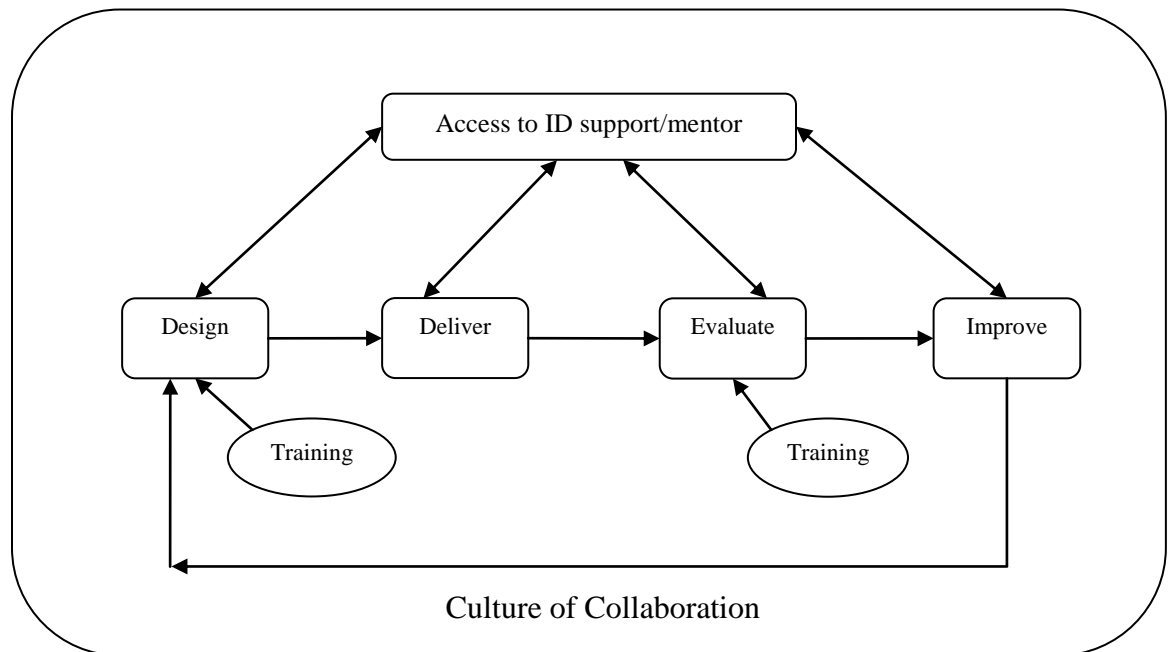 Access to ID support/mentor
Design
Deliver
Evaluate
Improve
Training
Training
Culture of Collaboration